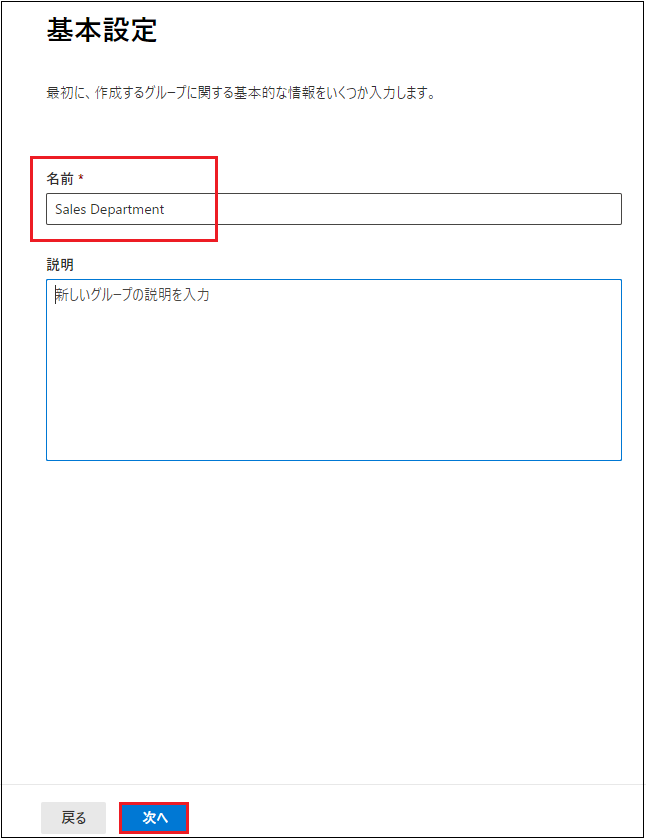 基本設定
最初に、作成するグループに関する基本的な情報をいくつか入力します。
名前 *
Sales Department
説明
新しいグループの説明を入力
戻る
次へ